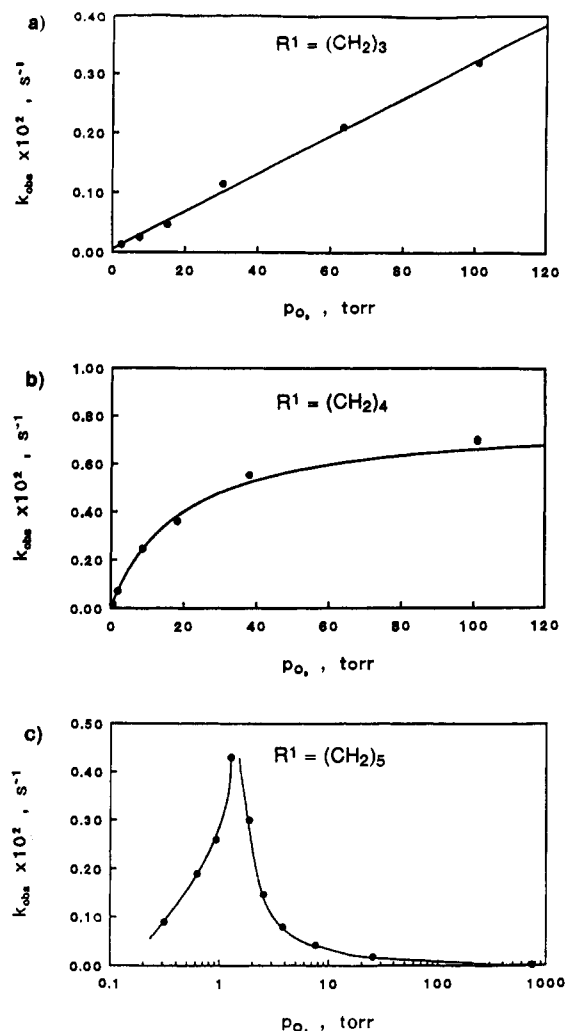 a)
R¹ = (CH₂)₃
k_obs ×10² , s⁻¹
0.40
0.30
0.20
0.10
0.00
0 20 40 60 80 100 120
p_O₂ , torr
b)
R¹ = (CH₂)₄
k_obs ×10² , s⁻¹
1.00
0.80
0.60
0.40
0.20
0.00
0 20 40 60 80 100 120
p_O₂ , torr
c)
R¹ = (CH₂)₅
k_obs ×10² , s⁻¹
0.50
0.40
0.30
0.20
0.10
0.00
0.1 1 10 100 1000
p_O₂ , torr